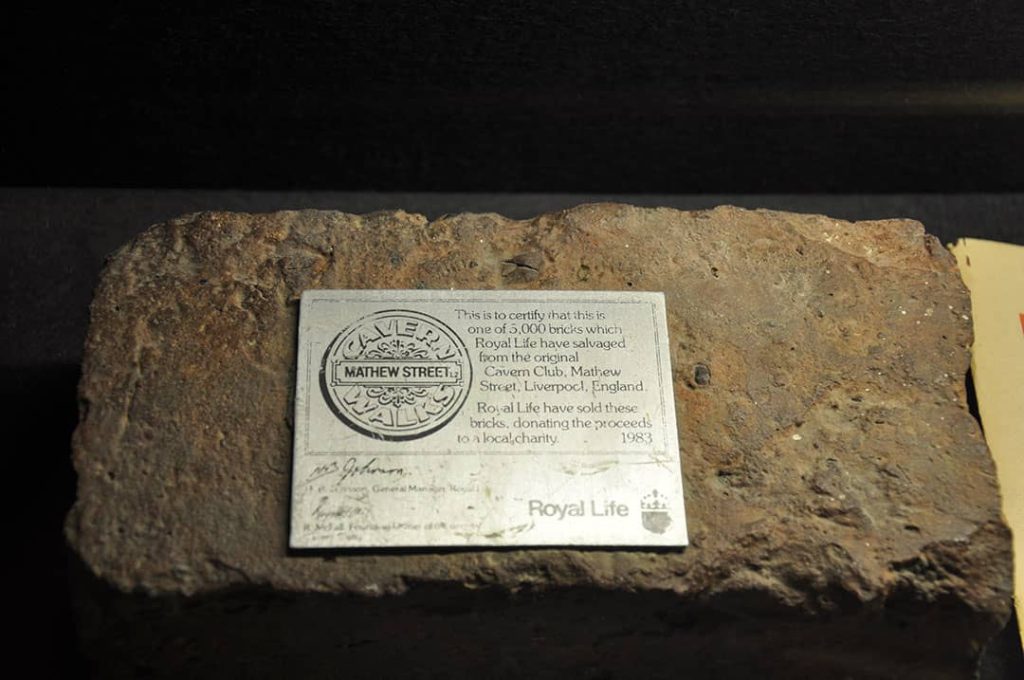 CAVERN
MATHEW STREET
WALKS
This is to certify that this is
one of 5,000 bricks which
Royal Life have salvaged
from the original
Cavern Club, Mathew
Street, Liverpool, England.
Royal Life have sold these
bricks, donating the proceeds
to a local charity. 1983
Johnson
General Manager, Royal
Royal Life